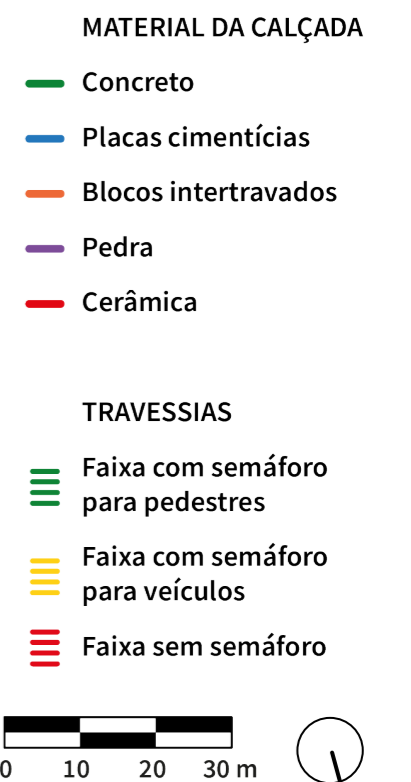 MATERIAL DA CALÇADA
Concreto
Placas cimentícias
Blocos intertravados
Pedra
Cerâmica
TRAVESSIAS
Faixa com semáforo
para pedestres
Faixa com semáforo
para veículos
Faixa sem semáforo
0 10 20 30 m